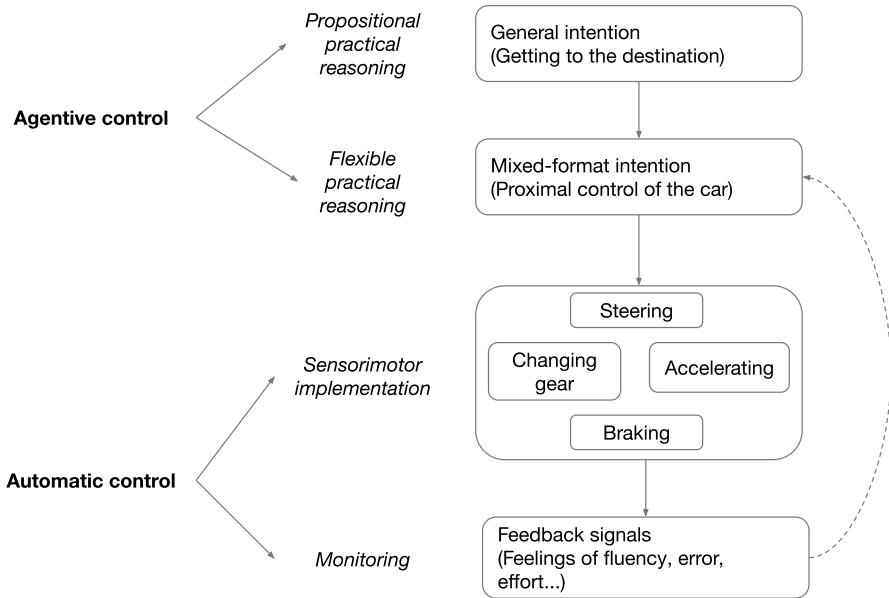 Propositional
practical
reasoning
General intention
(Getting to the destination)
Agentive control
Flexible
practical
reasoning
Mixed-format intention
(Proximal control of the car)
Steering
Changing
gear
Accelerating
Sensorimotor
implementation
Braking
Automatic control
Monitoring
Feedback signals
(Feelings of fluency, error,
effort...)